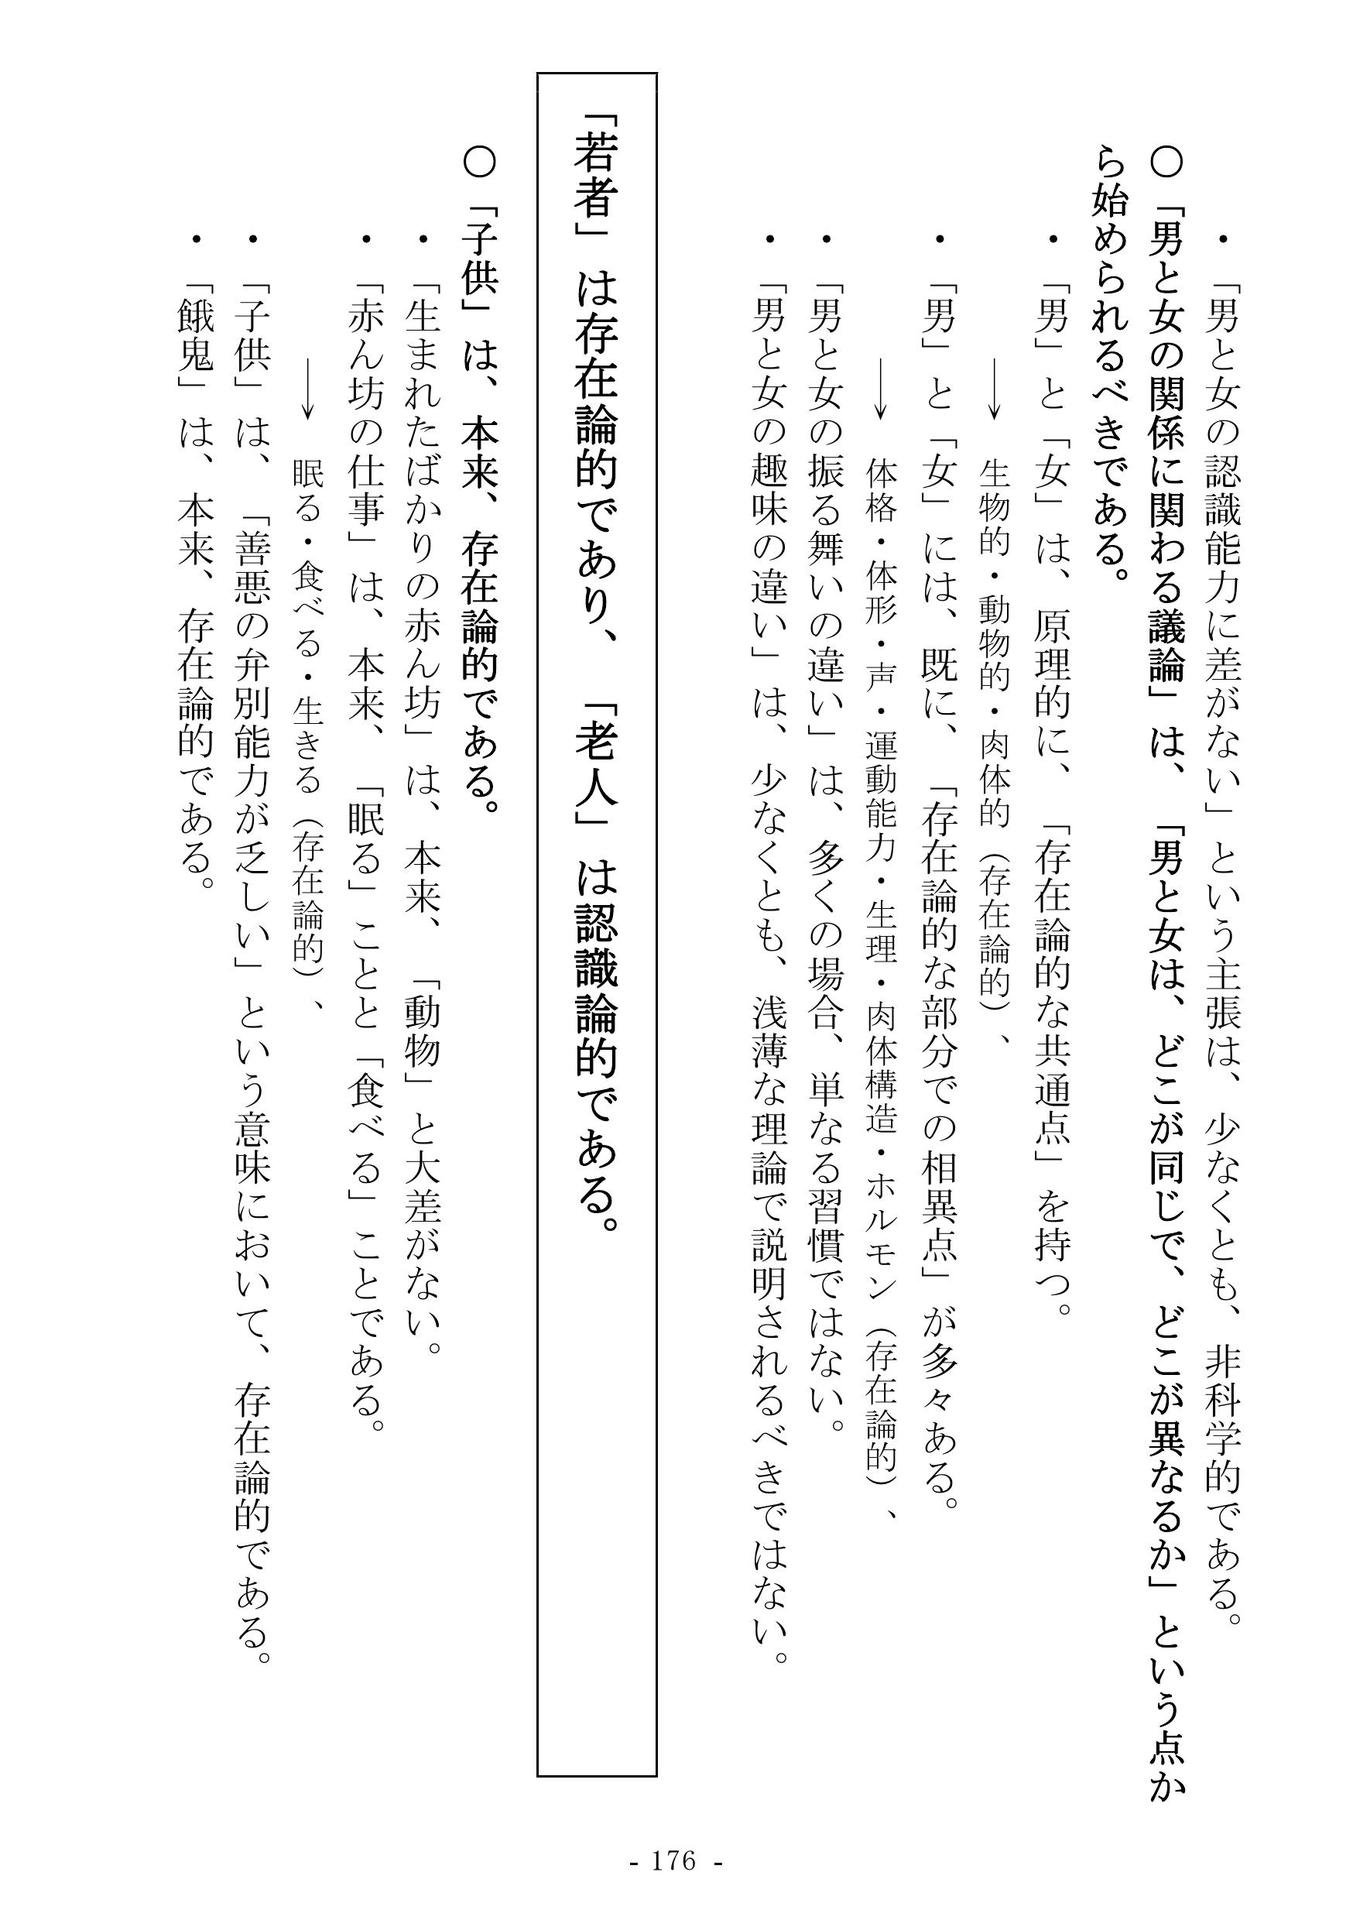 ・「男と女の認識能力に差がない」という主張は、少なくとも、非科学的である。
○「男と女の関係に関わる議論」は、「男と女は、どこが同じで、どこが異なるか」という点か
ら始められるべきである。
・「男」と「女」は、原理的に、「存在論的な共通点」を持つ。
→ 生物的・動物的・肉体的（存在論的）、
・「男」と「女」には、既に、「存在論的な部分での相異点」が多々ある。
→ 体格・体形・声・運動能力・生理・肉体構造・ホルモン（存在論的）、
・「男と女の振る舞いの違い」は、多くの場合、単なる習慣ではない。
・「男と女の趣味の違い」は、少なくとも、浅薄な理論で説明されるべきではない。
「若者」は存在論的であり、「老人」は認識論的である。
○「子供」は、本来、存在論的である。
・「生まれたばかりの赤ん坊」は、本来、「動物」と大差がない。
・「赤ん坊の仕事」は、本来、「眠る」ことと「食べる」ことである。
→ 眠る・食べる・生きる（存在論的）、
・「子供」は、「善悪の弁別能力が乏しい」という意味において、存在論的である。
・「餓鬼」は、本来、存在論的である。
- 176 -